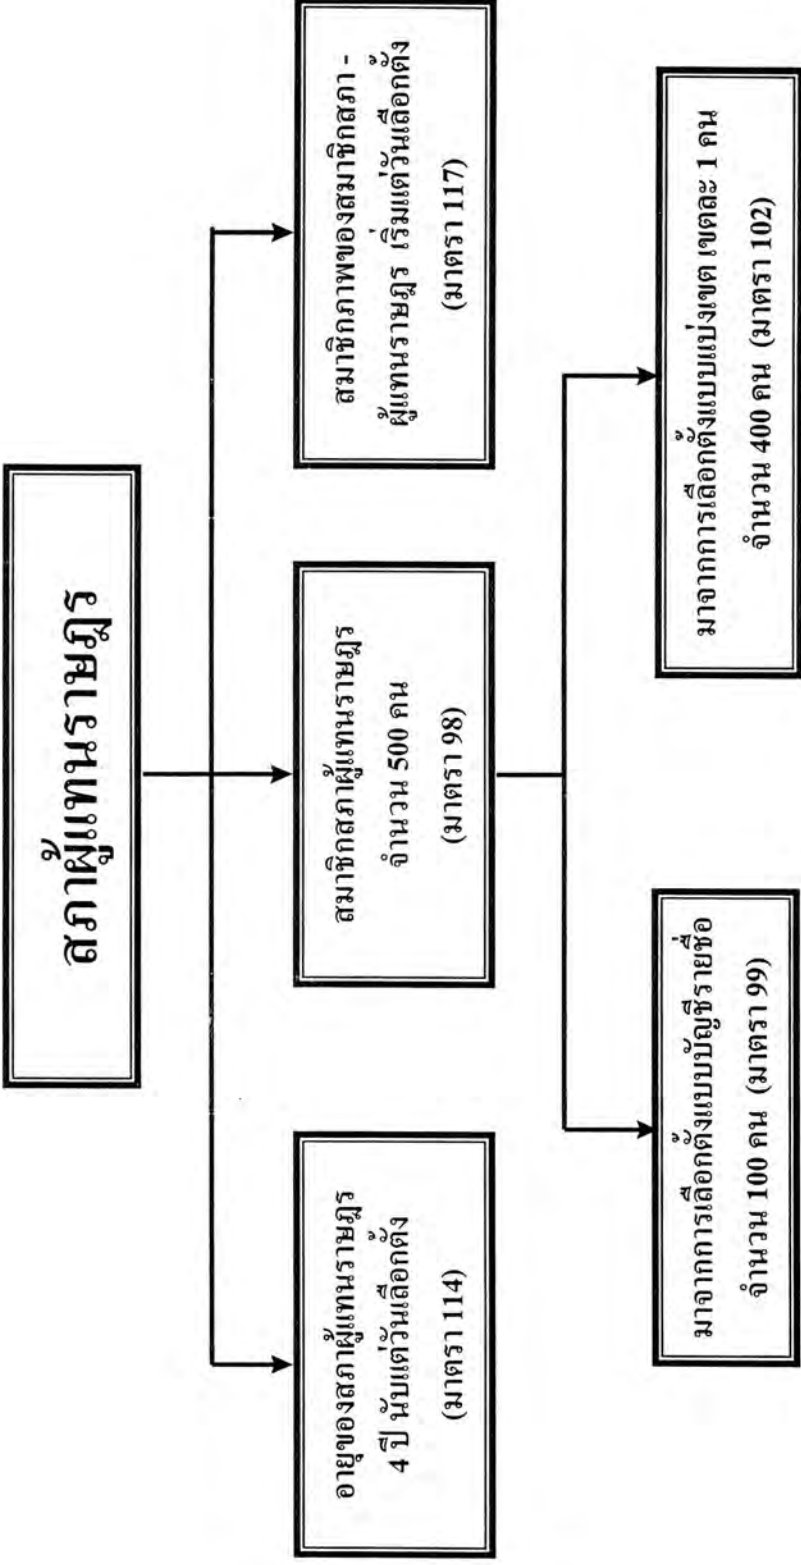 สภาผู้แทนราษฎร
อายุของสภาผู้แทนราษฎร
4 ปี นับแต่วันเลือกตั้ง
(มาตรา 114)
สมาชิกสภาผู้แทนราษฎร
จำนวน 500 คน
(มาตรา 98)
สมาชิกภาพของสมาชิกสภา -
ผู้แทนราษฎร เริ่มแต่วันเลือกตั้ง
(มาตรา 117)
มาจากการเลือกตั้งแบบบัญชีรายชื่อ
จำนวน 100 คน (มาตรา 99)
มาจากการเลือกตั้งแบบแบ่งเขต เขตละ 1 คน
จำนวน 400 คน (มาตรา 102)